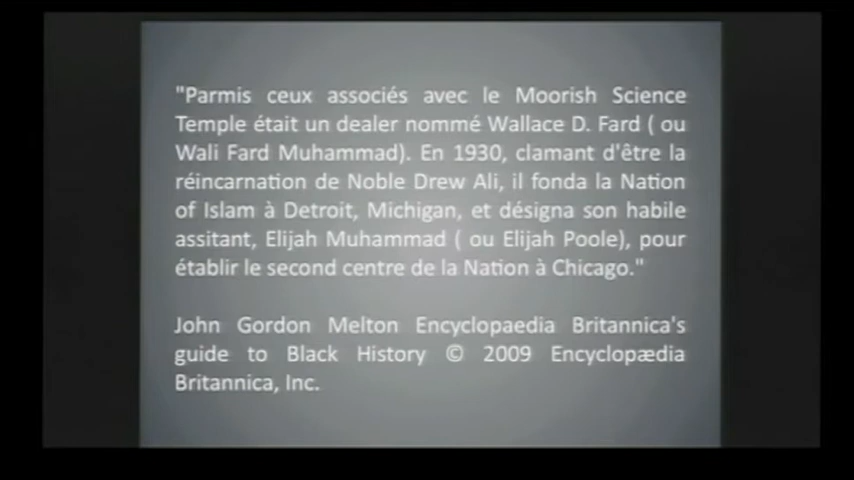 "Parmis ceux associés avec le Moorish Science
Temple était un dealer nommé Wallace D. Fard ( ou
Wali Fard Muhammad). En 1930, clamant d'être la
réincarnation de Noble Drew Ali, il fonda la Nation
of Islam à Detroit, Michigan, et désigna son habile
assitant, Elijah Muhammad ( ou Elijah Poole), pour
établir le second centre de la Nation à Chicago."
John Gordon Melton Encyclopaedia Britannica's
guide to Black History © 2009 Encyclopædia
Britannica, Inc.